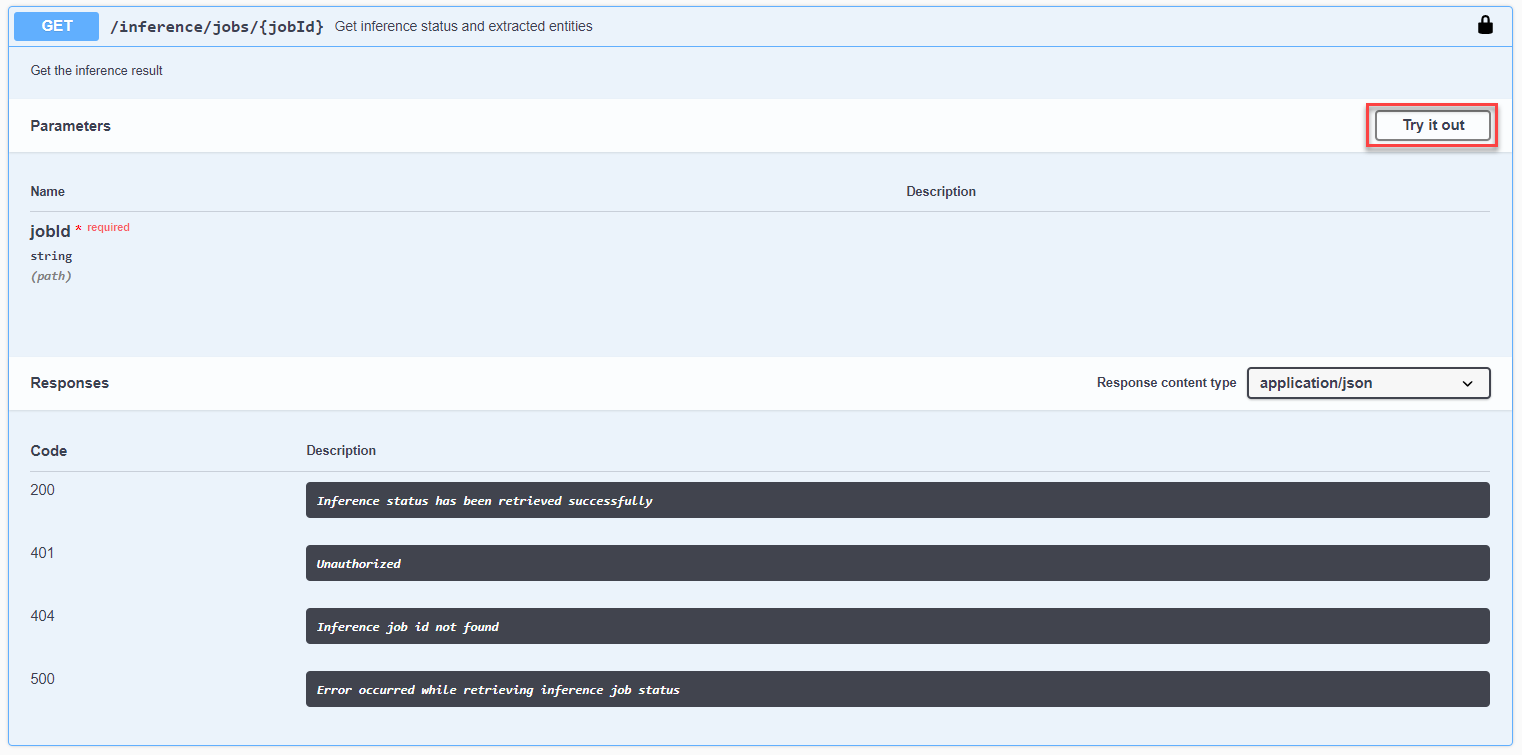 GET /inference/jobs/{jobId} Get inference status and extracted entities
Get the inference result
Parameters Try it out
Name Description
jobId * required
string
(path)
Responses Response content type application/json
Code Description
200 Inference status has been retrieved successfully
401 Unauthorized
404 Inference job id not found
500 Error occurred while retrieving inference job status